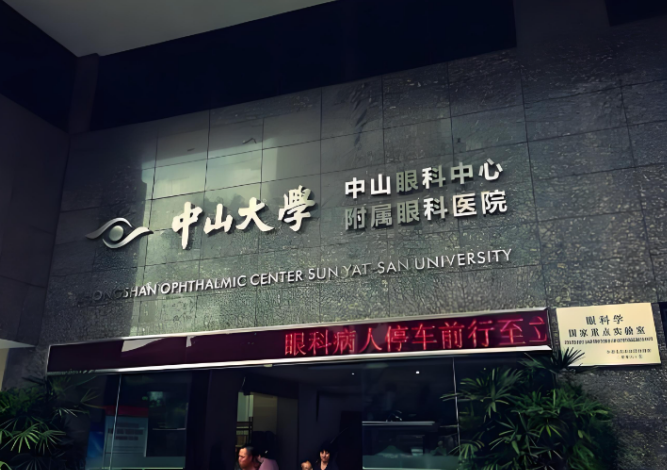 中山大學
中山眼科中心
附属眼科医院
ZHONGSHAN OPHTHALMIC CENTER SUN YAT-SAN UNIVERSITY
眼科病人停车前行至立
眼科学
国家重点实验室